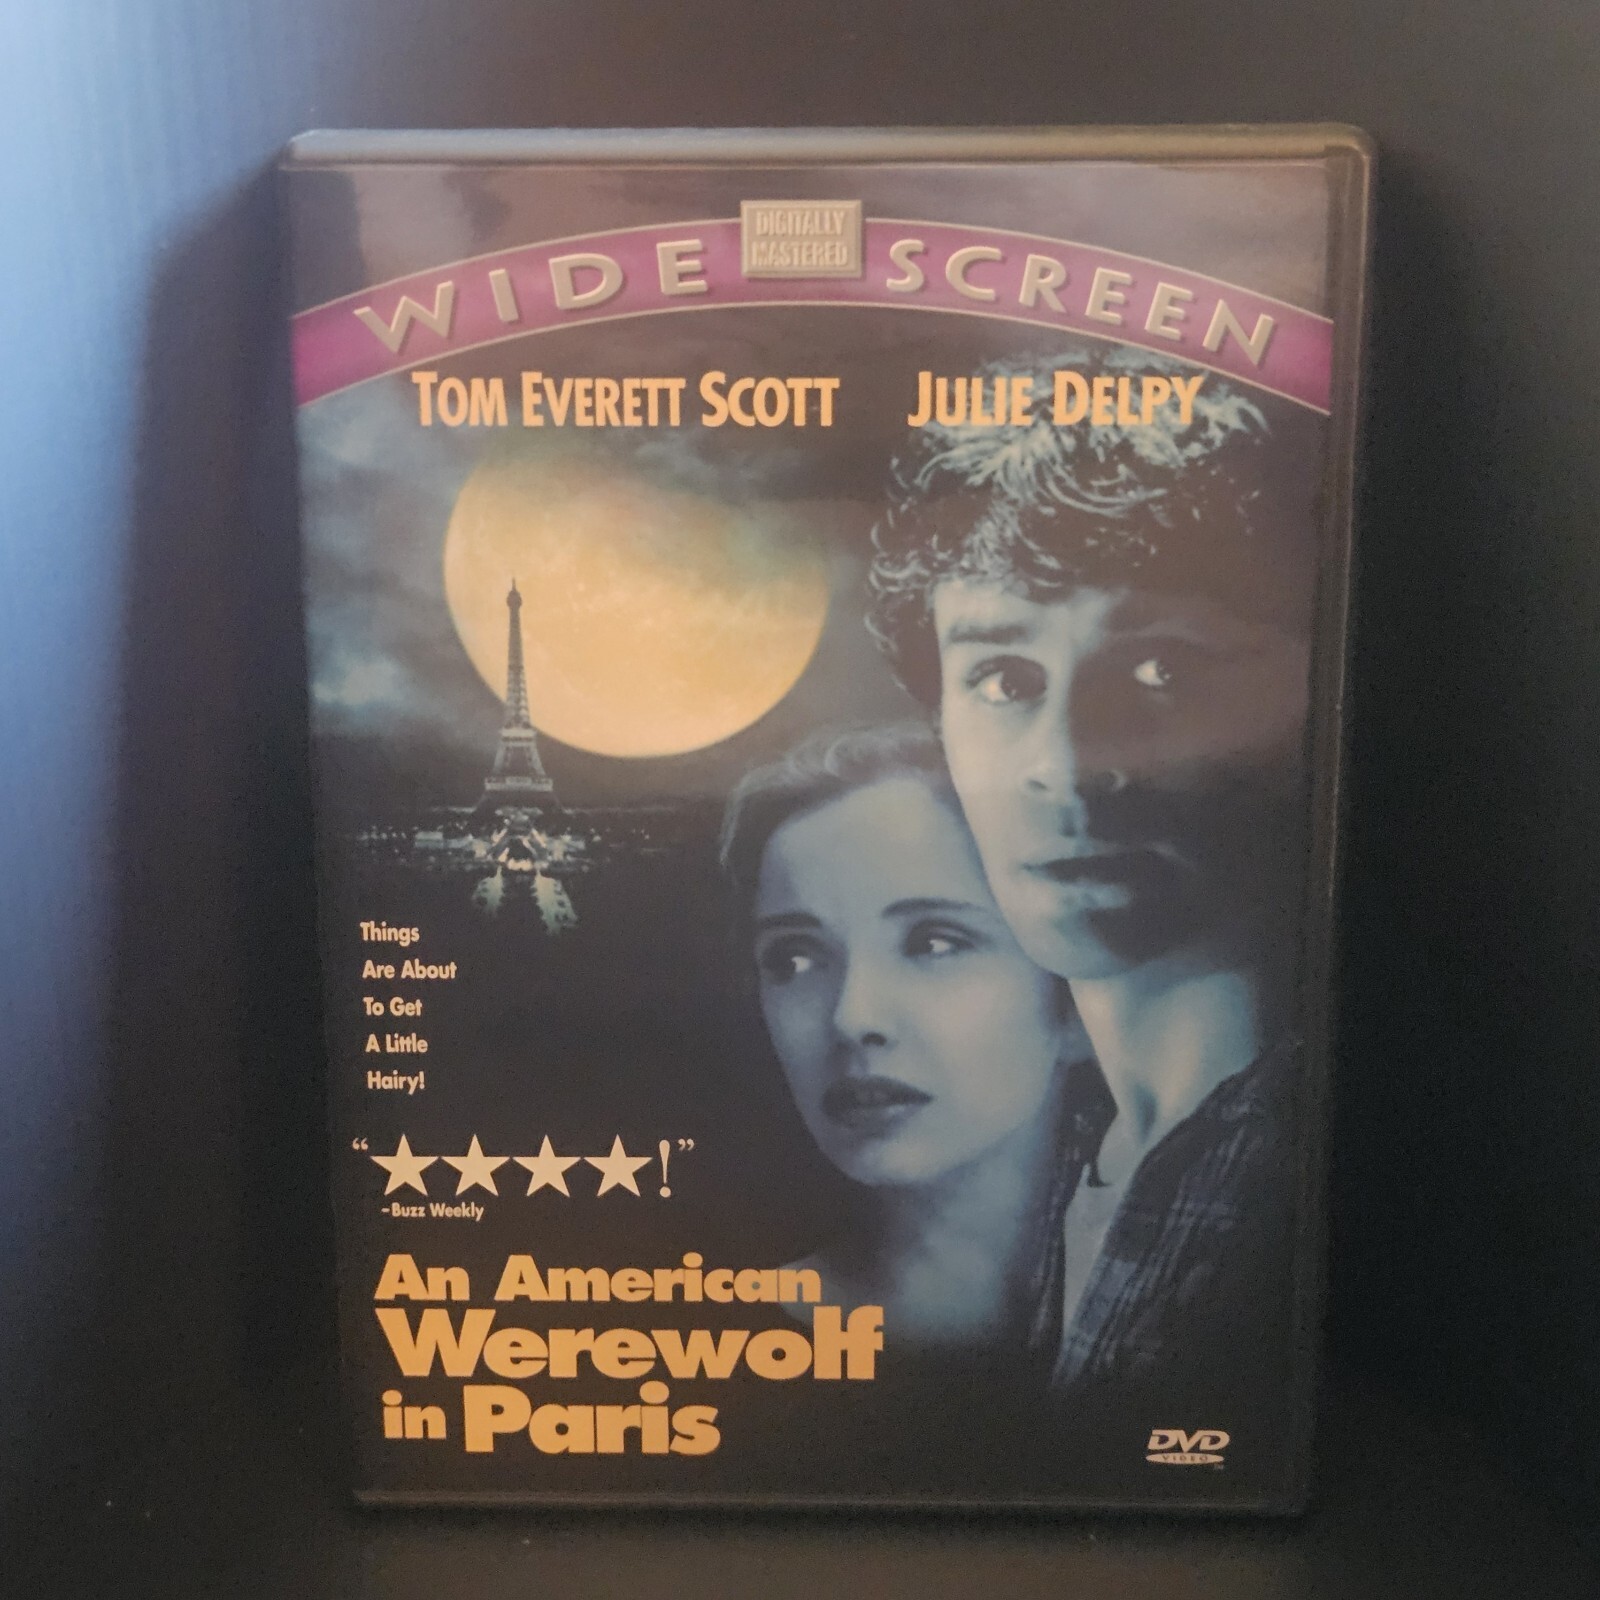 DIGITALLY
MASTERED
WIDE SCREEN
TOM EVERETT SCOTT JULIE DELPY
Things
Are About
To Get
A Little
Hairy!
“★★★★!”
-Buzz Weekly
An American
Werewolf
in Paris
DVD
VIDEO